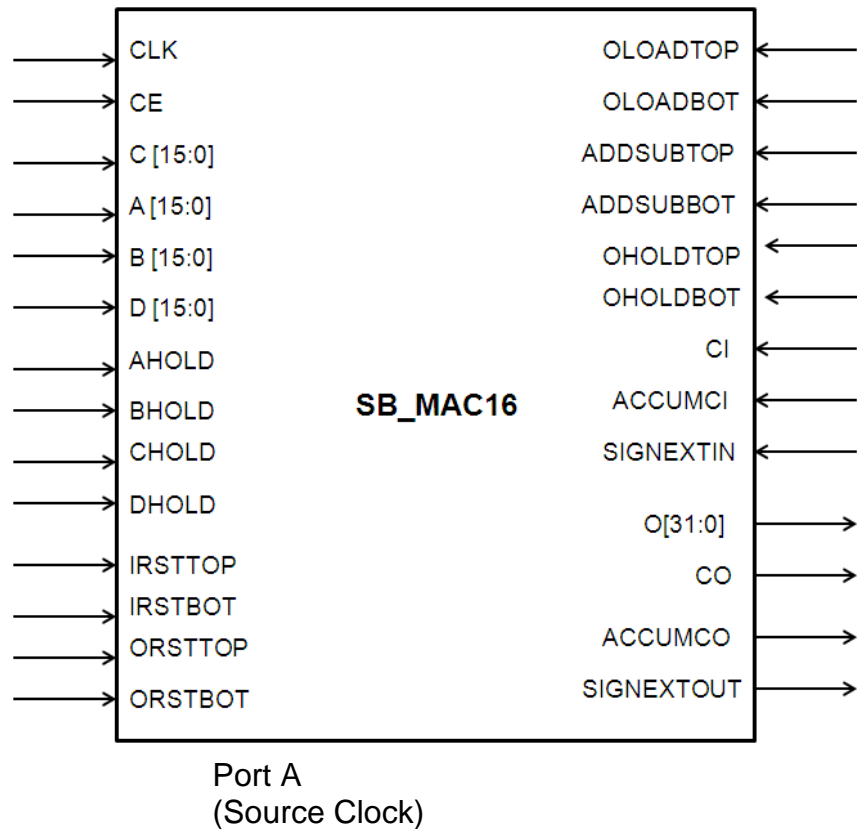 CLK
CE
C [15:0]
A [15:0]
B [15:0]
D [15:0]
AHOLD
BHOLD
CHOLD
DHOLD
IRSTTOP
IRSTBOT
ORSTTOP
ORSTBOT
SB_MAC16
OLOADTOP
OLOADBOT
ADDSUBTOP
ADDSUBBOT
OHOLDTOP
OHOLDBOT
CI
ACCUMCI
SIGNEXTIN
O[31:0]
CO
ACCUMCO
SIGNEXTOUT
Port A
(Source Clock)